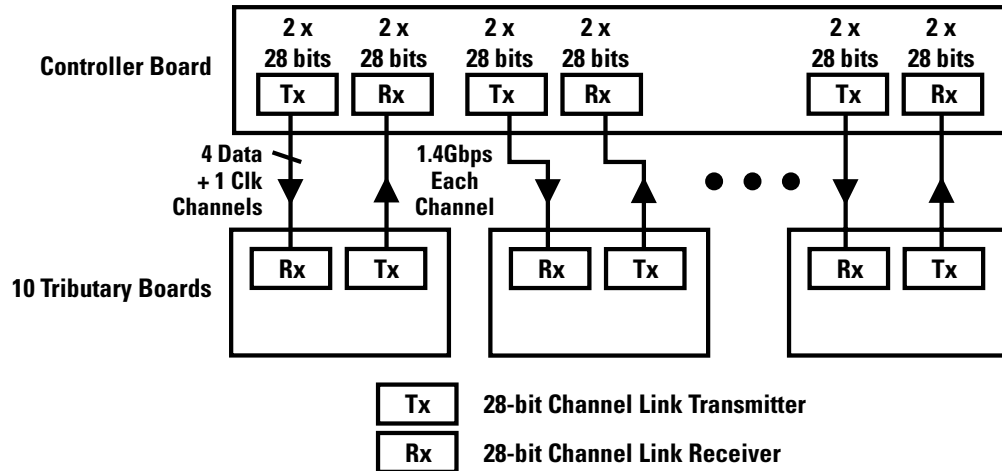 2 x 2 x 2 x 2 x 2 x 2 x
28 bits 28 bits 28 bits 28 bits 28 bits 28 bits
Controller Board
Tx Rx Tx Rx Tx Rx
4 Data
+ 1 Clk
Channels
1.4Gbps
Each
Channel
10 Tributary Boards
Rx Tx Rx Tx Rx Tx
Tx 28-bit Channel Link Transmitter
Rx 28-bit Channel Link Receiver